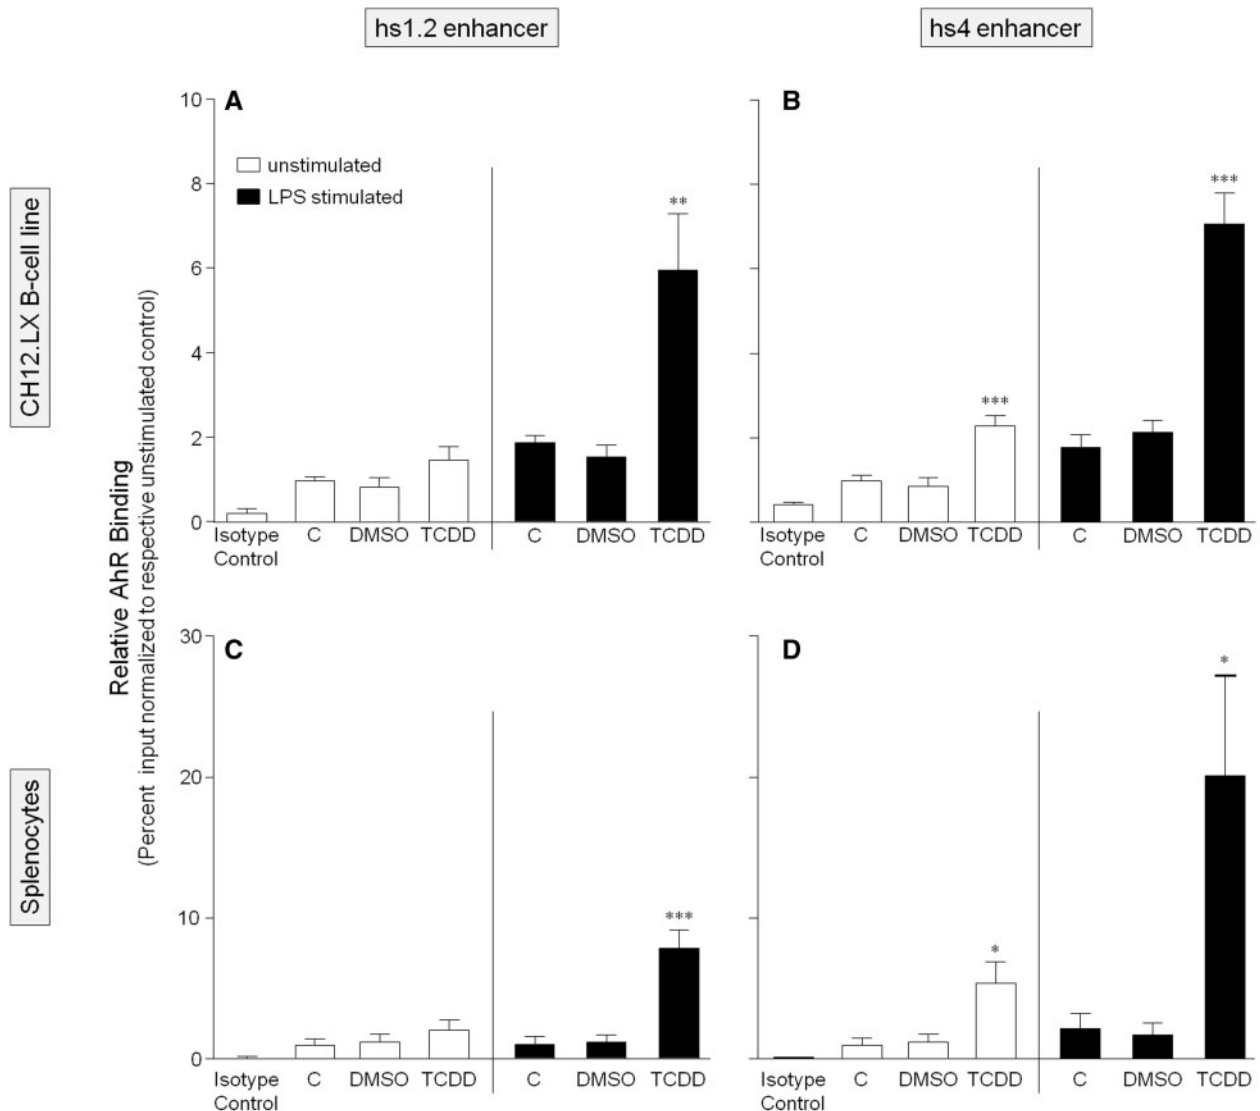 hs1.2 enhancer
hs4 enhancer
CH12.LX B-cell line
Splenocytes
Relative AhR Binding
(Percent input normalized to respective unstimulated control)
A
unstimulated
LPS stimulated
10
8
6
4
2
0
**
Isotype Control C DMSO TCDD C DMSO TCDD
B
***
***
Isotype Control C DMSO TCDD C DMSO TCDD
C
30
20
10
0
***
Isotype Control C DMSO TCDD C DMSO TCDD
D
*
*
Isotype Control C DMSO TCDD C DMSO TCDD